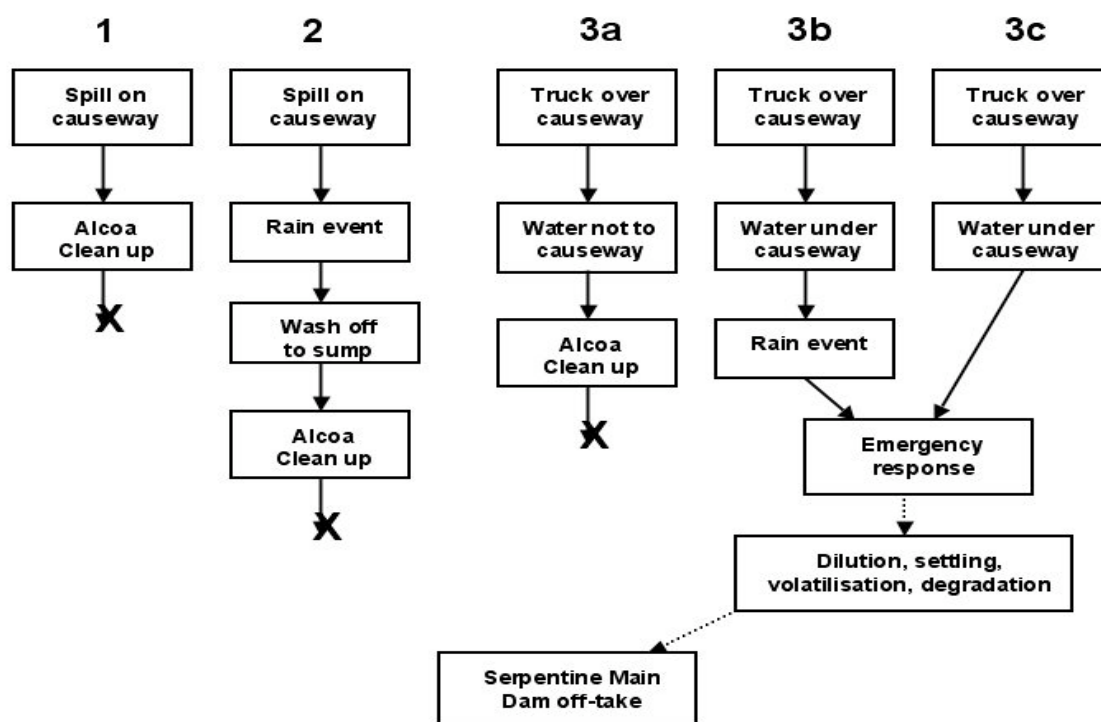 1
2
3a
3b
3c
Spill on
causeway
Spill on
causeway
Truck over
causeway
Truck over
causeway
Truck over
causeway
Alcoa
Clean up
Rain event
Water not to
causeway
Water under
causeway
Water under
causeway
X
Wash off
to sump
Alcoa
Clean up
Rain event
Alcoa
Clean up
X
Emergency
response
X
Dilution, settling,
volatilisation, degradation
Serpentine Main
Dam off-take